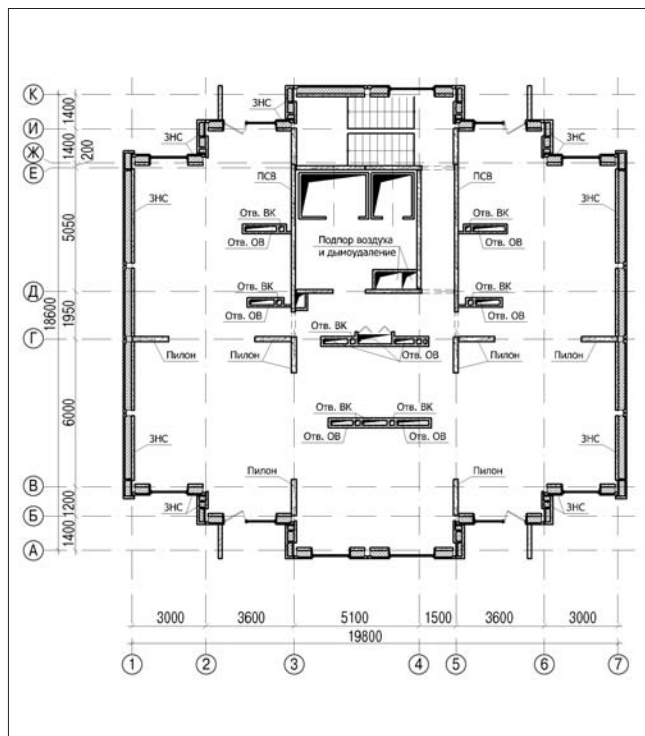 К
И
Ж
Е
Д
Г
В
Б
А
1400
1400
200
5050
1950
6000
1200
1400
18600
ЗНС
ЗНС
ЗНС
ЗНС
ЗНС
ПСВ
ПСВ
ЗНС
Отв. ВК
Отв. ОВ
Отв. ВК
Отв. ОВ
Подпор воздуха
и дымоудаление
Отв. ВК
Отв. ОВ
Отв. ВК
Отв. ОВ
Отв. ВК
Отв. ОВ
Пилон
Пилон
Пилон
Пилон
Отв. ВК
Отв. ВК
Отв. ОВ
Отв. ОВ
ЗНС
ЗНС
Пилон
Пилон
ЗНС
ЗНС
3000
3600
5100
1500
3600
3000
19800
1
2
3
4
5
6
7